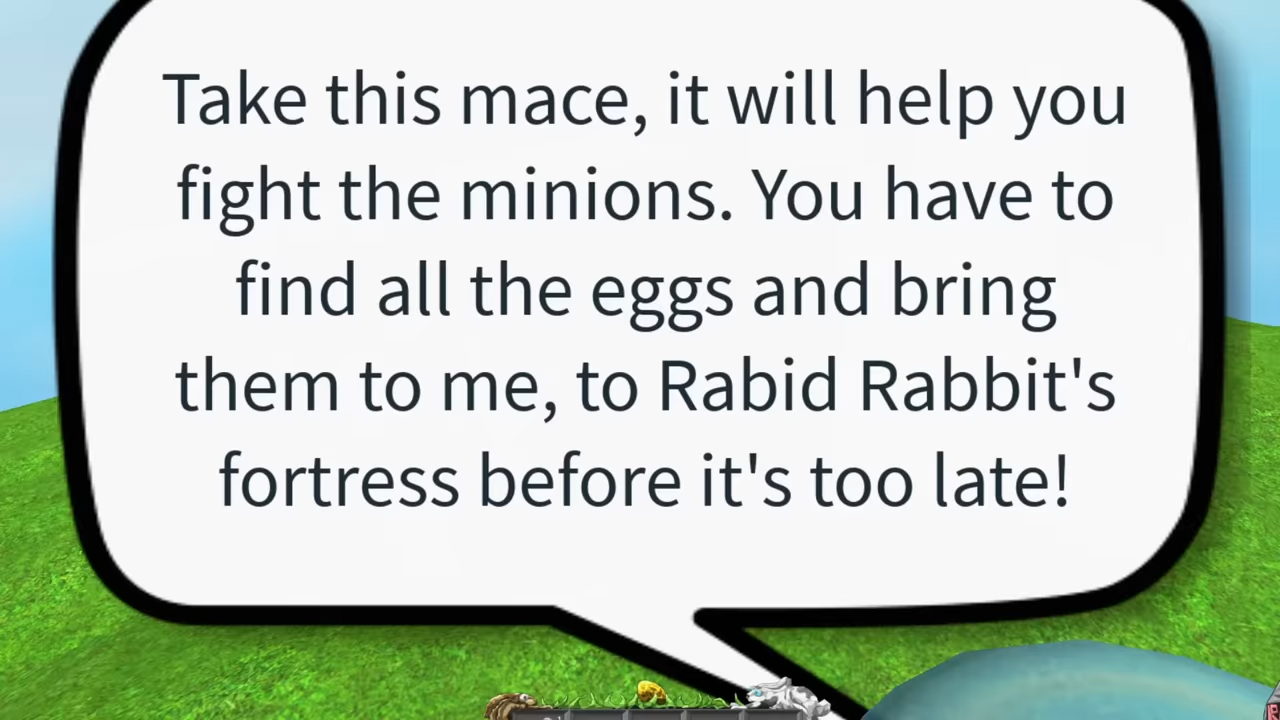 Take this mace, it will help you
fight the minions. You have to
find all the eggs and bring
them to me, to Rabid Rabbit's
fortress before it's too late!